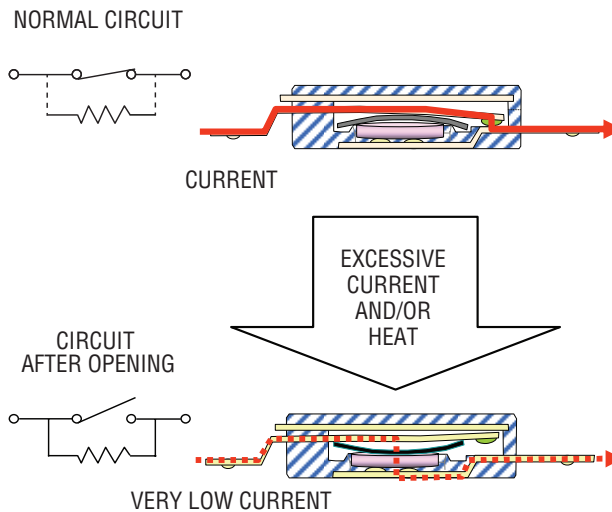 NORMAL CIRCUIT
CURRENT
EXCESSIVE
CURRENT
AND/OR
HEAT
CIRCUIT
AFTER OPENING
VERY LOW CURRENT